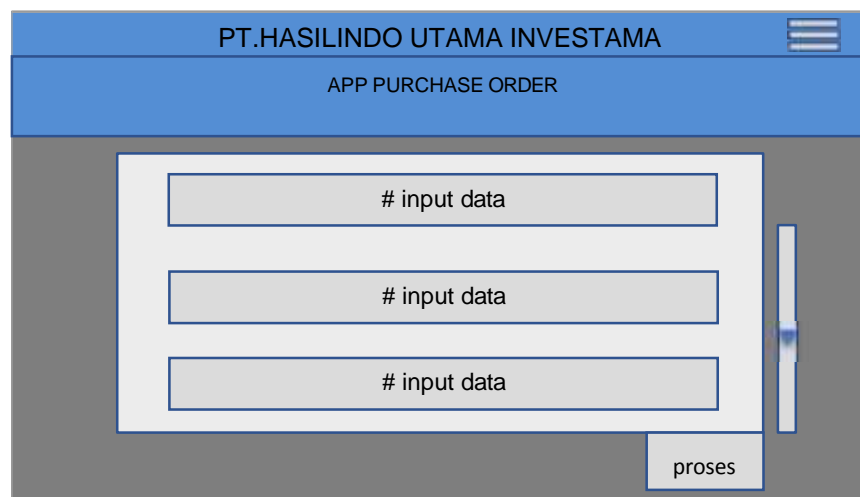 PT.HASILINDO UTAMA INVESTAMA
APP PURCHASE ORDER
# input data
# input data
# input data
proses